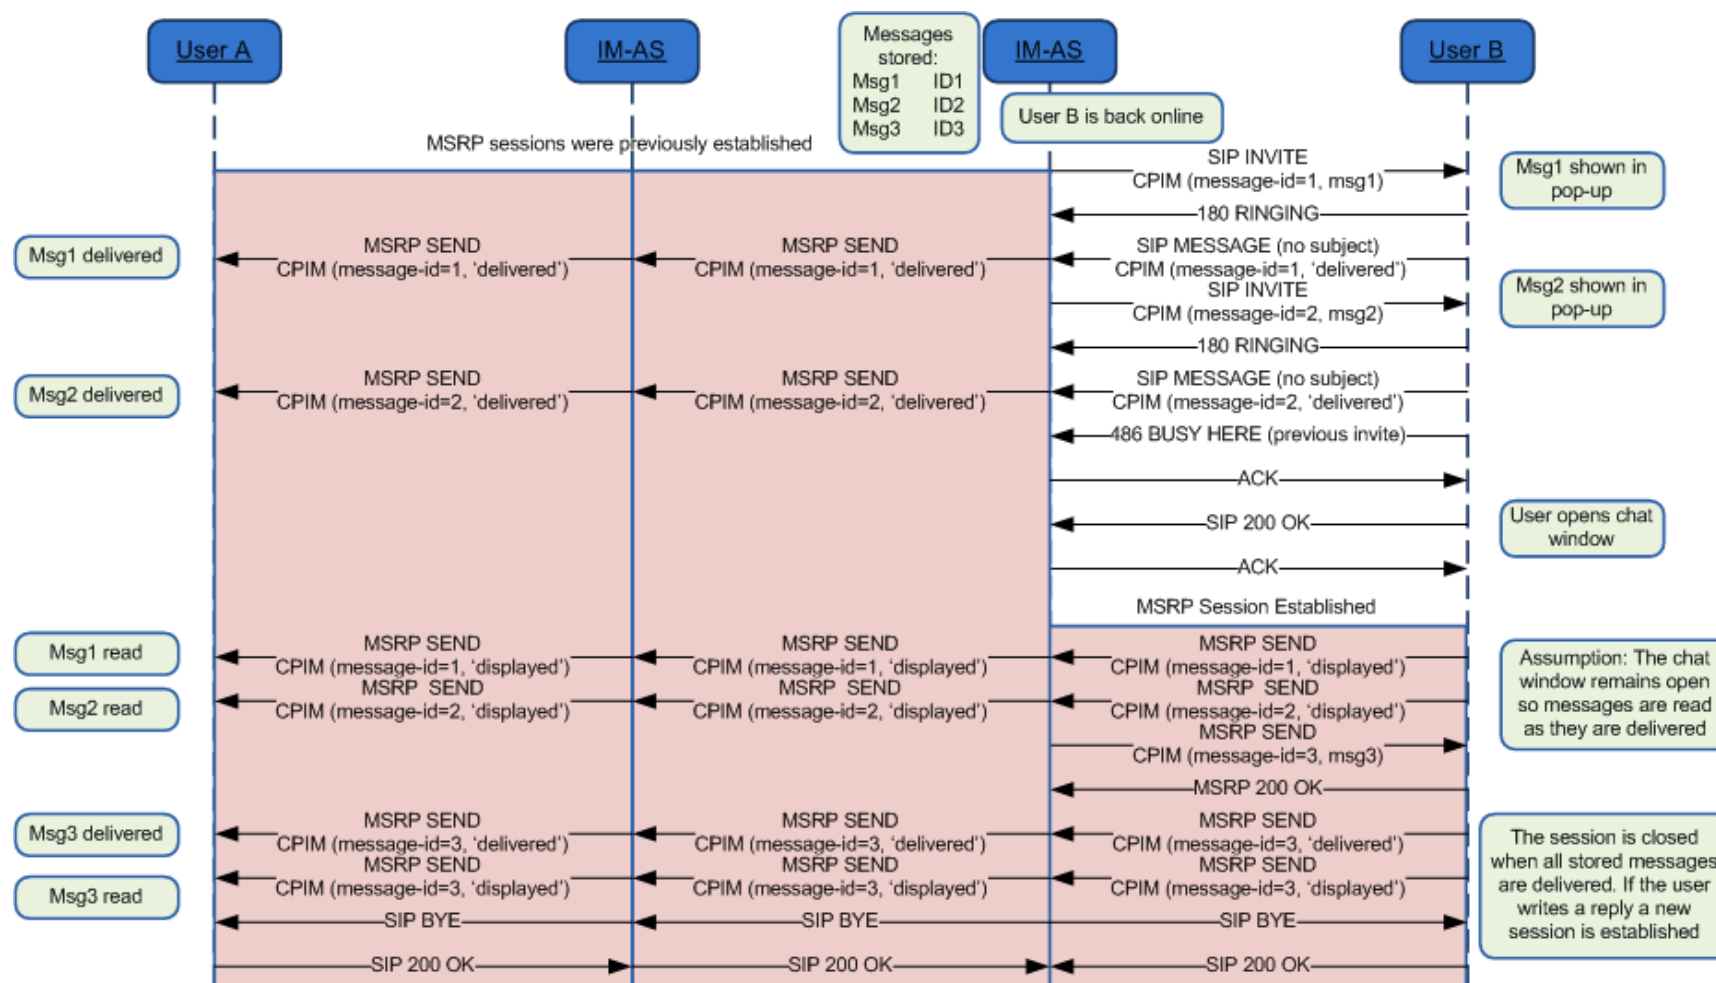 User A
IM-AS
Messages
stored:
Msg1 ID1
Msg2 ID2
Msg3 ID3
IM-AS
User B
User B is back online
MSRP sessions were previously established
SIP INVITE
CPIM (message-id=1, msg1)
Msg1 shown in
pop-up
180 RINGING
Msg1 delivered
MSRP SEND
CPIM (message-id=1, ‘delivered’)
MSRP SEND
CPIM (message-id=1, ‘delivered’)
SIP MESSAGE (no subject)
CPIM (message-id=1, ‘delivered’)
SIP INVITE
CPIM (message-id=2, msg2)
Msg2 shown in
pop-up
180 RINGING
Msg2 delivered
MSRP SEND
CPIM (message-id=2, ‘delivered’)
MSRP SEND
CPIM (message-id=2, ‘delivered’)
SIP MESSAGE (no subject)
CPIM (message-id=2, ‘delivered’)
486 BUSY HERE (previous invite)
ACK
SIP 200 OK
User opens chat
window
ACK
MSRP Session Established
Msg1 read
MSRP SEND
CPIM (message-id=1, ‘displayed’)
MSRP SEND
CPIM (message-id=1, ‘displayed’)
MSRP SEND
CPIM (message-id=1, ‘displayed’)
Assumption: The chat
window remains open
so messages are read
as they are delivered
Msg2 read
MSRP SEND
CPIM (message-id=2, ‘displayed’)
MSRP SEND
CPIM (message-id=2, ‘displayed’)
MSRP SEND
CPIM (message-id=2, ‘displayed’)
MSRP SEND
CPIM (message-id=3, msg3)
MSRP 200 OK
Msg3 delivered
MSRP SEND
CPIM (message-id=3, ‘delivered’)
MSRP SEND
CPIM (message-id=3, ‘delivered’)
MSRP SEND
CPIM (message-id=3, ‘delivered’)
The session is closed
when all stored messages
are delivered. If the user
writes a reply a new
session is established
Msg3 read
MSRP SEND
CPIM (message-id=3, ‘displayed’)
MSRP SEND
CPIM (message-id=3, ‘displayed’)
MSRP SEND
CPIM (message-id=3, ‘displayed’)
SIP BYE
SIP BYE
SIP BYE
SIP 200 OK
SIP 200 OK
SIP 200 OK